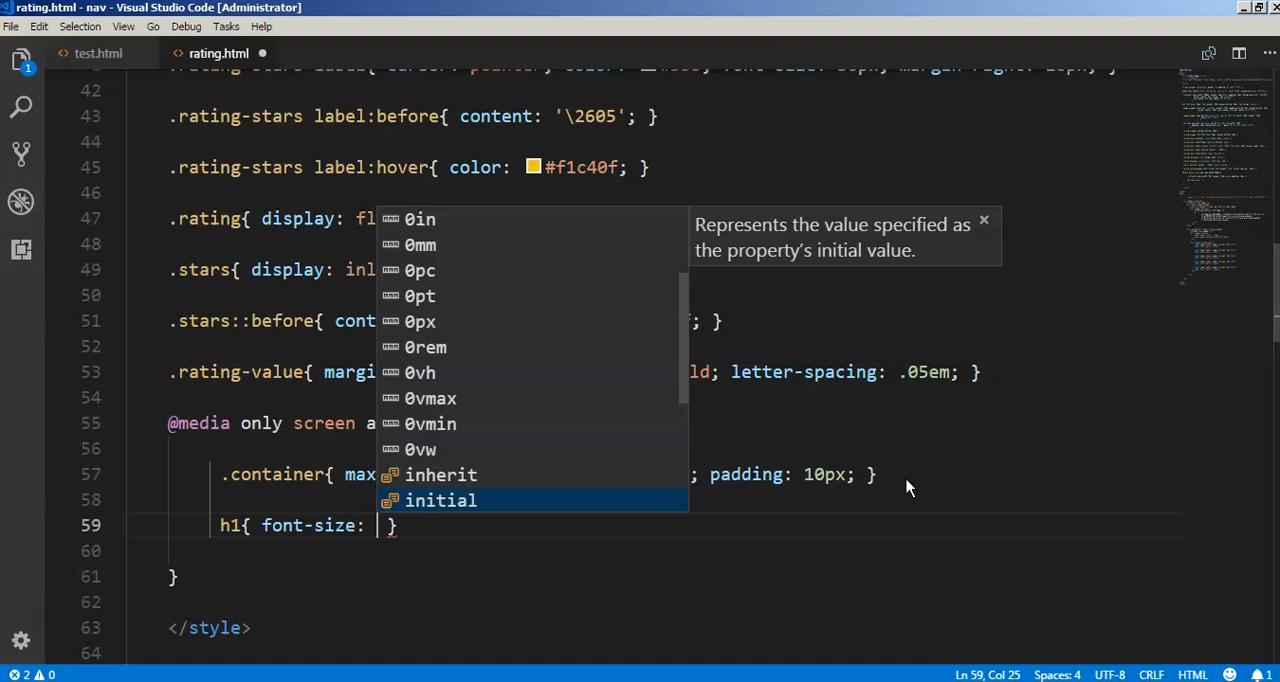 rating.html - nav - Visual Studio Code [Administrator]
File Edit Selection View Go Debug Tasks Help
test.html rating.html
42
43 .rating-stars label:before{ content: '\2605'; }
44
45 .rating-stars label:hover{ color: #f1c40f; }
46
47 .rating{ display: fl
48
49 .stars{ display: inl
50
51 .stars::before{ cont ; }
52
53 .rating-value{ margi ld; letter-spacing: .05em; }
54
55 @media only screen a
56
57 .container{ max ; padding: 10px; }
58
59 h1{ font-size: }
60
61 }
62
63 </style>
64
0in
0mm
0pc
0pt
0px
0rem
0vh
0vmax
0vmin
0vw
inherit
initial
Represents the value specified as
the property's initial value.
1
2 0 Ln 59, Col 25 Spaces: 4 UTF-8 CRLF HTML 1